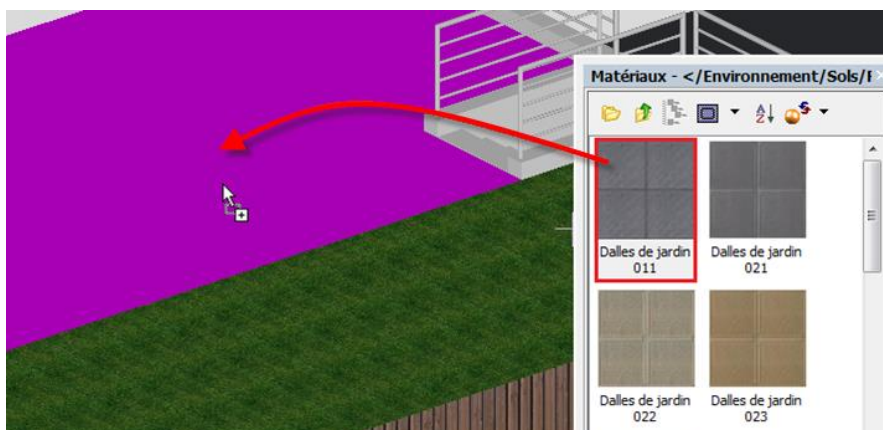 Matériaux - </Environnement/Sols/
Dalles de jardin
011
Dalles de jardin
021
Dalles de jardin
022
Dalles de jardin
023